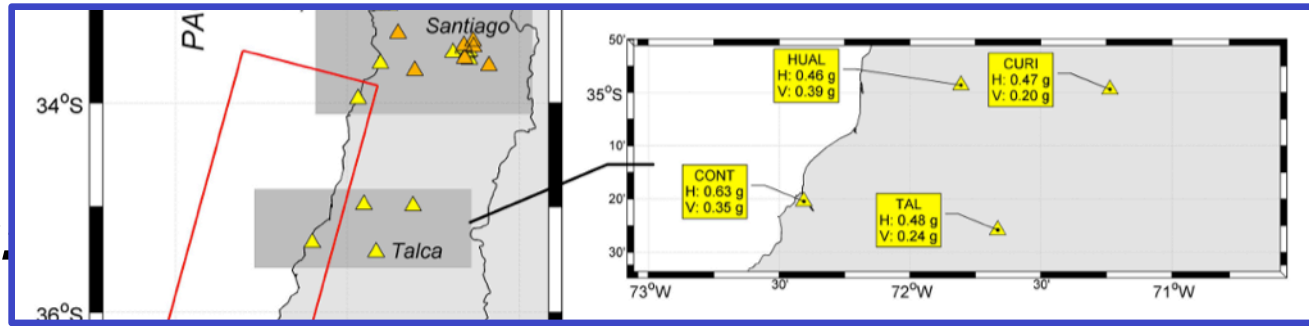 PA
Santiago
34°S
Talca
36°S
50'
35°S
10'
20'
30'
HUAL
H: 0.46 g
V: 0.39 g
CURI
H: 0.47 g
V: 0.20 g
CONT
H: 0.63 g
V: 0.35 g
TAL
H: 0.48 g
V: 0.24 g
73°W
30'
72°W
30'
71°W